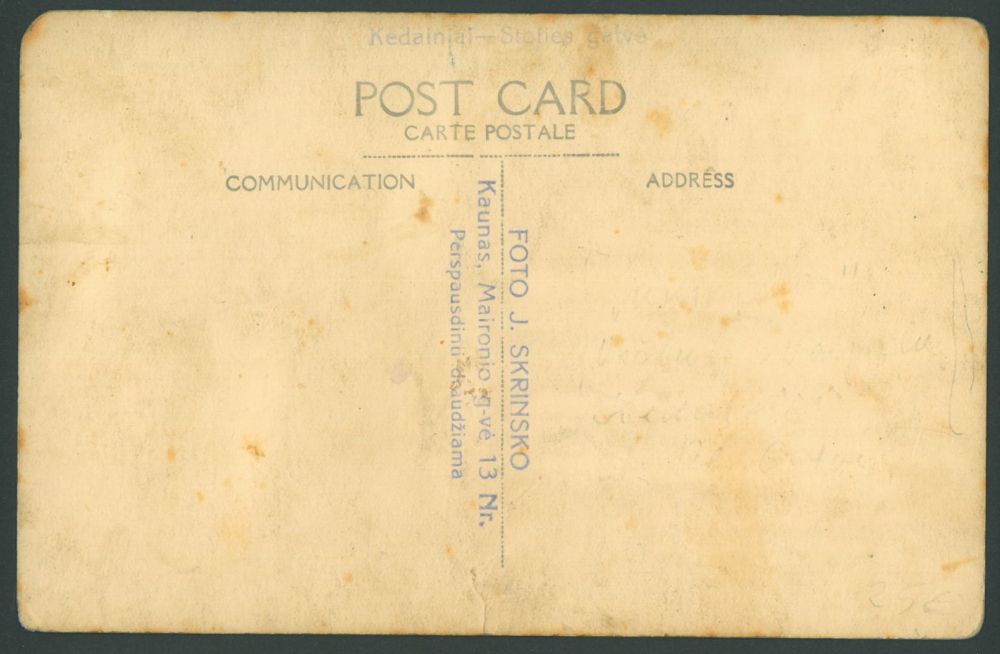 Kedainiai—Stoties gatvė
POST CARD
CARTE POSTALE
COMMUNICATION
ADDRESS
FOTO J. SKRINSKO
Kaunas, Maironio g-vė 13 Nr.
Perspausdinti draudžiama